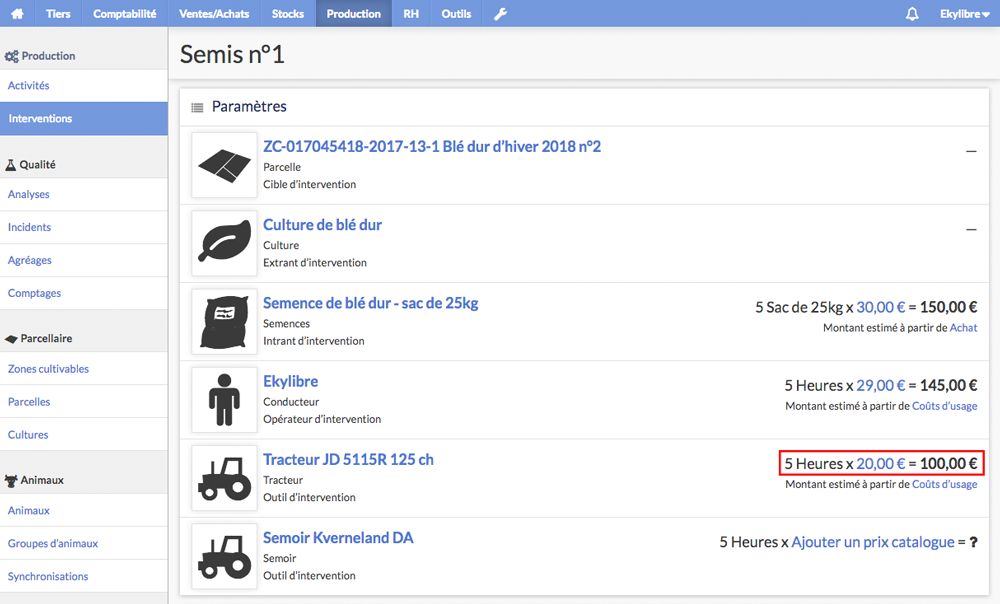 Tiers Comptabilité Ventes/Achats Stocks Production RH Outils Ekylibre
Production
Activités
Interventions
Qualité
Analyses
Incidents
Agréages
Comptages
Parcellaire
Zones cultivables
Parcelles
Cultures
Animaux
Animaux
Groupes d'animaux
Synchronisations
Semis n°1
Paramètres
ZC-017045418-2017-13-1 Blé dur d'hiver 2018 n°2
Parcelle
Cible d'intervention
–
Culture de blé dur
Culture
Extrant d'intervention
–
Semence de blé dur - sac de 25kg
Semences
Intrant d'intervention
5 Sac de 25kg x 30,00 € = 150,00 €
Montant estimé à partir de Achat
Ekylibre
Conducteur
Opérateur d'intervention
5 Heures x 29,00 € = 145,00 €
Montant estimé à partir de Coûts d'usage
Tracteur JD 5115R 125 ch
Tracteur
Outil d'intervention
5 Heures x 20,00 € = 100,00 €
Montant estimé à partir de Coûts d'usage
Semoir Kverneland DA
Semoir
Outil d'intervention
5 Heures x Ajouter un prix catalogue = ?